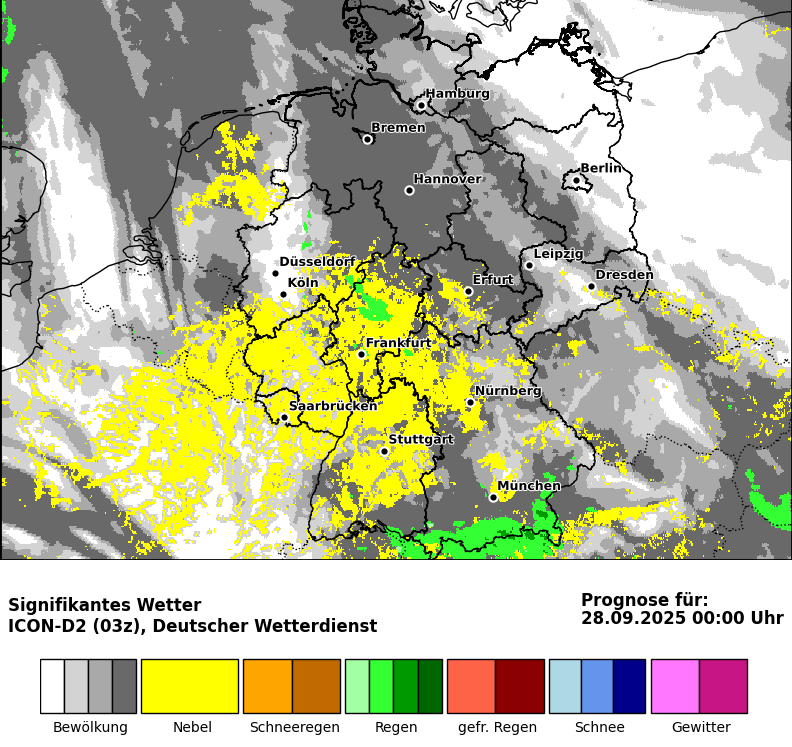 Hamburg
Bremen
Berlin
Hannover
Leipzig
Düsseldorf
Dresden
Köln
Erfurt
Frankfurt
Nürnberg
Saarbrücken
Stuttgart
München
Signifikantes Wetter
ICON-D2 (03z), Deutscher Wetterdienst
Prognose für:
28.09.2025 00:00 Uhr
Bewölkung
Nebel
Schneeregen
Regen
gefr. Regen
Schnee
Gewitter